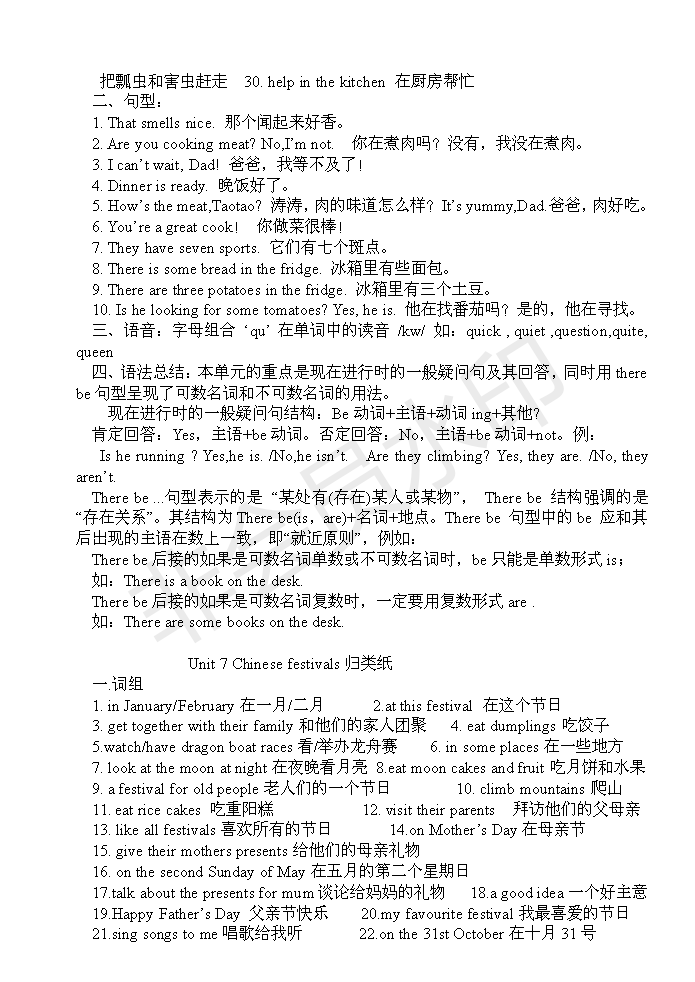 把瓢虫和害虫赶走 30. help in the kitchen 在厨房帮忙
二、句型：
1. That smells nice. 那个闻起来好香。
2. Are you cooking meat? No,I'm not. 你在煮肉吗？没有，我没在煮肉。
3. I can't wait, Dad! 爸爸，我等不及了！
4. Dinner is ready. 晚饭好了。
5. How's the meat,Taotao? 涛涛，肉的味道怎么样？It's yummy,Dad.爸爸，肉好吃。
6. You're a great cook! 你做菜很棒！
7. They have seven sports. 它们有七个斑点。
8. There is some bread in the fridge. 冰箱里有些面包。
9. There are three potatoes in the fridge. 冰箱里有三个土豆。
10. Is he looking for some tomatoes? Yes, he is. 他在找番茄吗？是的，他在寻找。
三、语音：字母组合 ‘qu’ 在单词中的读音 /kw/ 如：quick , quiet ,question,quite,
queen
四、语法总结：本单元的重点是现在进行时的一般疑问句及其回答，同时用there
be 句型呈现了可数名词和不可数名词的用法。
现在进行时的一般疑问句结构：Be 动词+主语+动词 ing+其他？
肯定回答：Yes，主语+be动词。否定回答：No，主语+be动词+not。例：
Is he running ? Yes,he is. /No,he isn't. Are they climbing? Yes, they are. /No, they
aren't.
There be ...句型表示的是 “某处有(存在)某人或某物”， There be 结构强调的是
“存在关系”。其结构为 There be(is，are)+名词+地点。There be 句型中的be 应和其
后出现的主语在数上一致，即“就近原则”，例如：
There be 后接的如果是可数名词单数或不可数名词时，be 只能是单数形式 is；
如：There is a book on the desk.
There be 后接的如果是可数名词复数时，一定要用复数形式 are .
如：There are some books on the desk.
Unit 7 Chinese festivals 归类纸
一.词组
1. in January/February 在一月/二月 2.at this festival 在这个节日
3. get together with their family 和他们的家人团聚 4. eat dumplings 吃饺子
5.watch/have dragon boat races 看/举办龙舟赛 6. in some places 在一些地方
7. look at the moon at night 在夜晚看月亮 8.eat moon cakes and fruit 吃月饼和水果
9. a festival for old people 老人们的一个节日 10. climb mountains 爬山
11. eat rice cakes 吃重阳糕 12. visit their parents 拜访他们的父母亲
13. like all festivals 喜欢所有的节日 14.on Mother's Day 在母亲节
15. give their mothers presents 给他们的母亲礼物
16. on the second Sunday of May 在五月的第二个星期日
17.talk about the presents for mum 谈论给妈妈的礼物 18.a good idea 一个好主意
19.Happy Father's Day 父亲节快乐 20.my favourite festival 我最喜爱的节日
21.sing songs to me 唱歌给我听 22.on the 31st October 在十月 31 号
非会员水印